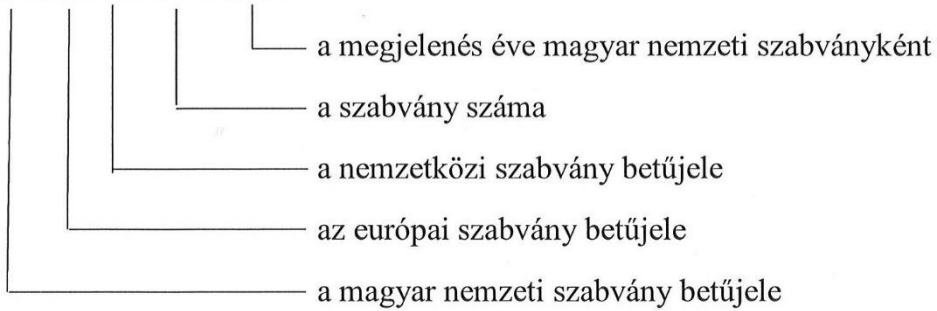 a megjelenés éve magyar nemzeti szabványként
a szabvány száma
a nemzetközi szabvány betűjele
az európai szabvány betűjele
a magyar nemzeti szabvány betűjele